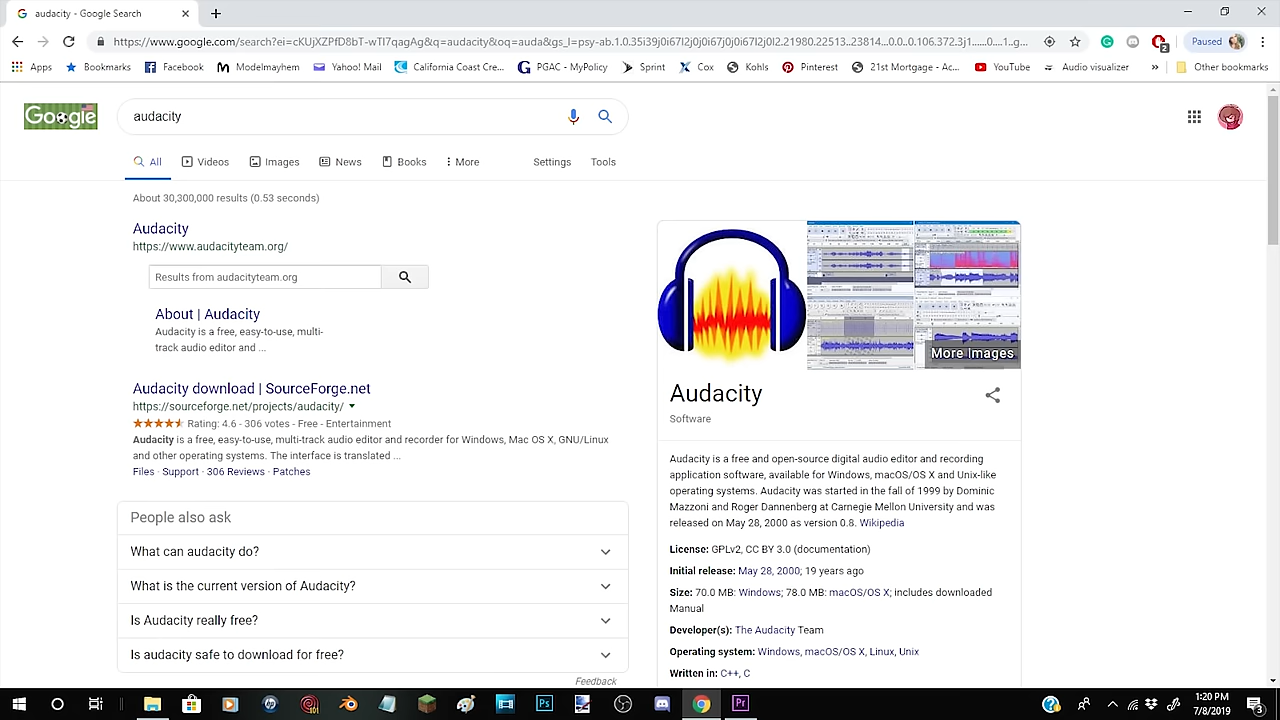 audacity - Google Search
https://www.google.com/search?ei=cKUjXZPfD8bT-wTl7qagAg&q=audacity&oq=auda&gs_l=psy-ab.1.0.35i39j0i67l2j0j0i67j0j0i67l2j0l2.21980.22513..23814...0.0..0.106.372.3j1......0....1..g...
2
Paused
Apps
Bookmarks
Facebook
Modelmayhem
Yahoo! Mail
California Coast Cre...
PGAC - MyPolicy
Sprint
Cox
Kohls
Pinterest
21st Mortgage - Ac...
YouTube
Audio visualizer
»
Other bookmarks
Google
audacity
All
Videos
Images
News
Books
More
Settings
Tools
About 30,300,000 results (0.53 seconds)
Audacity
https://www.audacityteam.org/
Results from audacityteam.org
About | Audacity...
Audacity is a free, easy-to-use, multi-
track audio editor and ...
Audacity download | SourceForge.net
https://sourceforge.net/projects/audacity/
Rating: 4.6 - 306 votes - Free - Entertainment
Audacity is a free, easy-to-use, multi-track audio editor and recorder for Windows, Mac OS X, GNU/Linux
and other operating systems. The interface is translated ...
Files · Support · 306 Reviews · Patches
People also ask
What can audacity do?
What is the current version of Audacity?
Is Audacity really free?
Is audacity safe to download for free?
Feedback
More Images
Audacity
Software
Audacity is a free and open-source digital audio editor and recording
application software, available for Windows, macOS/OS X and Unix-like
operating systems. Audacity was started in the fall of 1999 by Dominic
Mazzoni and Roger Dannenberg at Carnegie Mellon University and was
released on May 28, 2000 as version 0.8. Wikipedia
License: GPLv2, CC BY 3.0 (documentation)
Initial release: May 28, 2000; 19 years ago
Size: 70.0 MB: Windows; 78.0 MB: macOS/OS X; includes downloaded
Manual
Developer(s): The Audacity Team
Operating system: Windows, macOS/OS X, Linux, Unix
Written in: C++, C
Ps
Pr
1:20 PM
7/8/2019
3